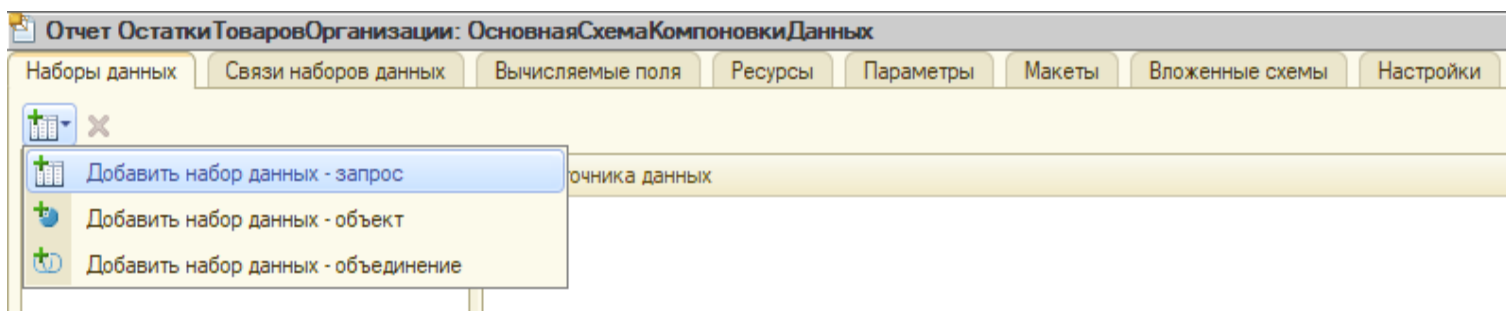 Отчет ОстаткиТоваровОрганизации: ОсновнаяСхемаКомпоновкиДанных
Наборы данных Связи наборов данных Вычисляемые поля Ресурсы Параметры Макеты Вложенные схемы Настройки
Добавить набор данных - запрос
очника данных
Добавить набор данных - объект
Добавить набор данных - объединение